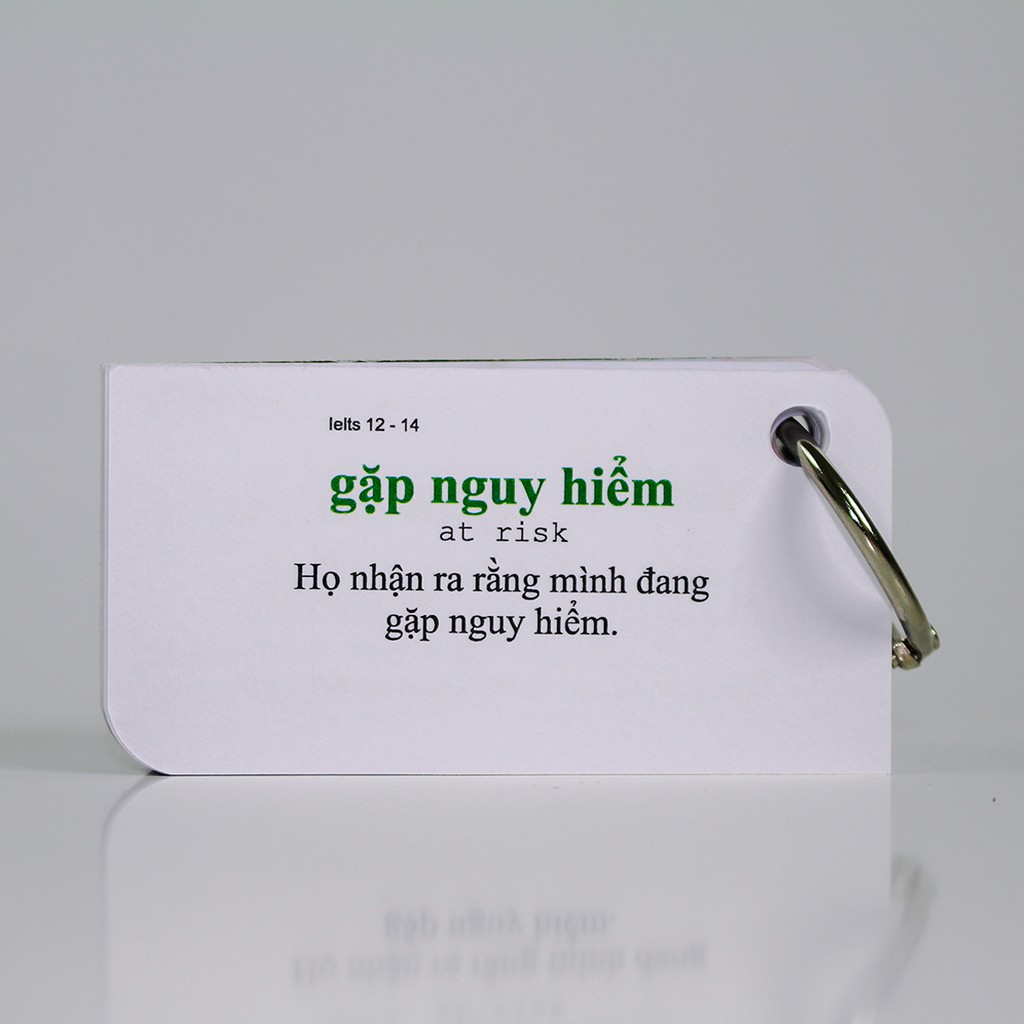 Ielts 12 - 14
gặp nguy hiểm
at risk
Họ nhận ra rằng mình đang
gặp nguy hiểm.